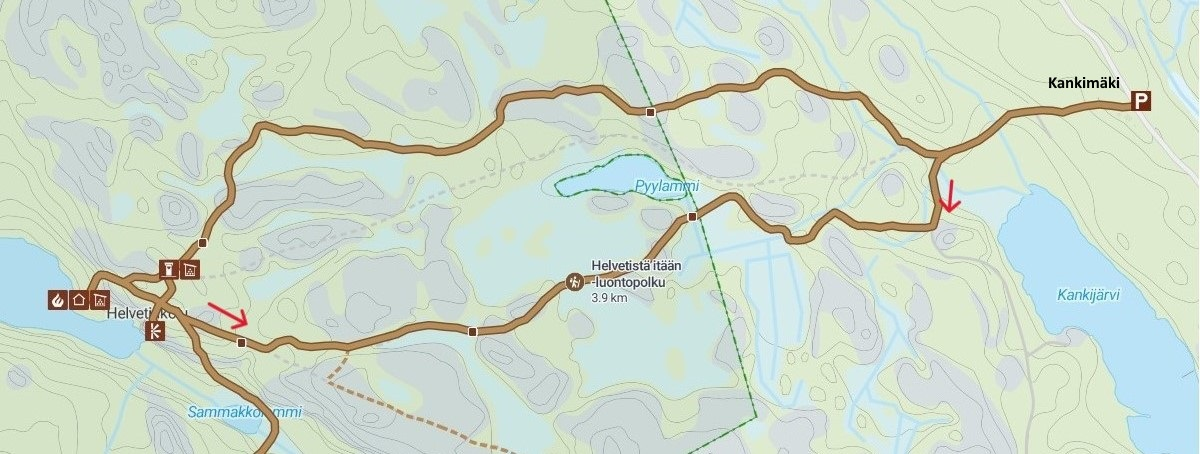 Kankimäki
P
Pyylammi
Helvetistä itään
-luontopolku
3.9 km
Kankijärvi
Sammakkolammi